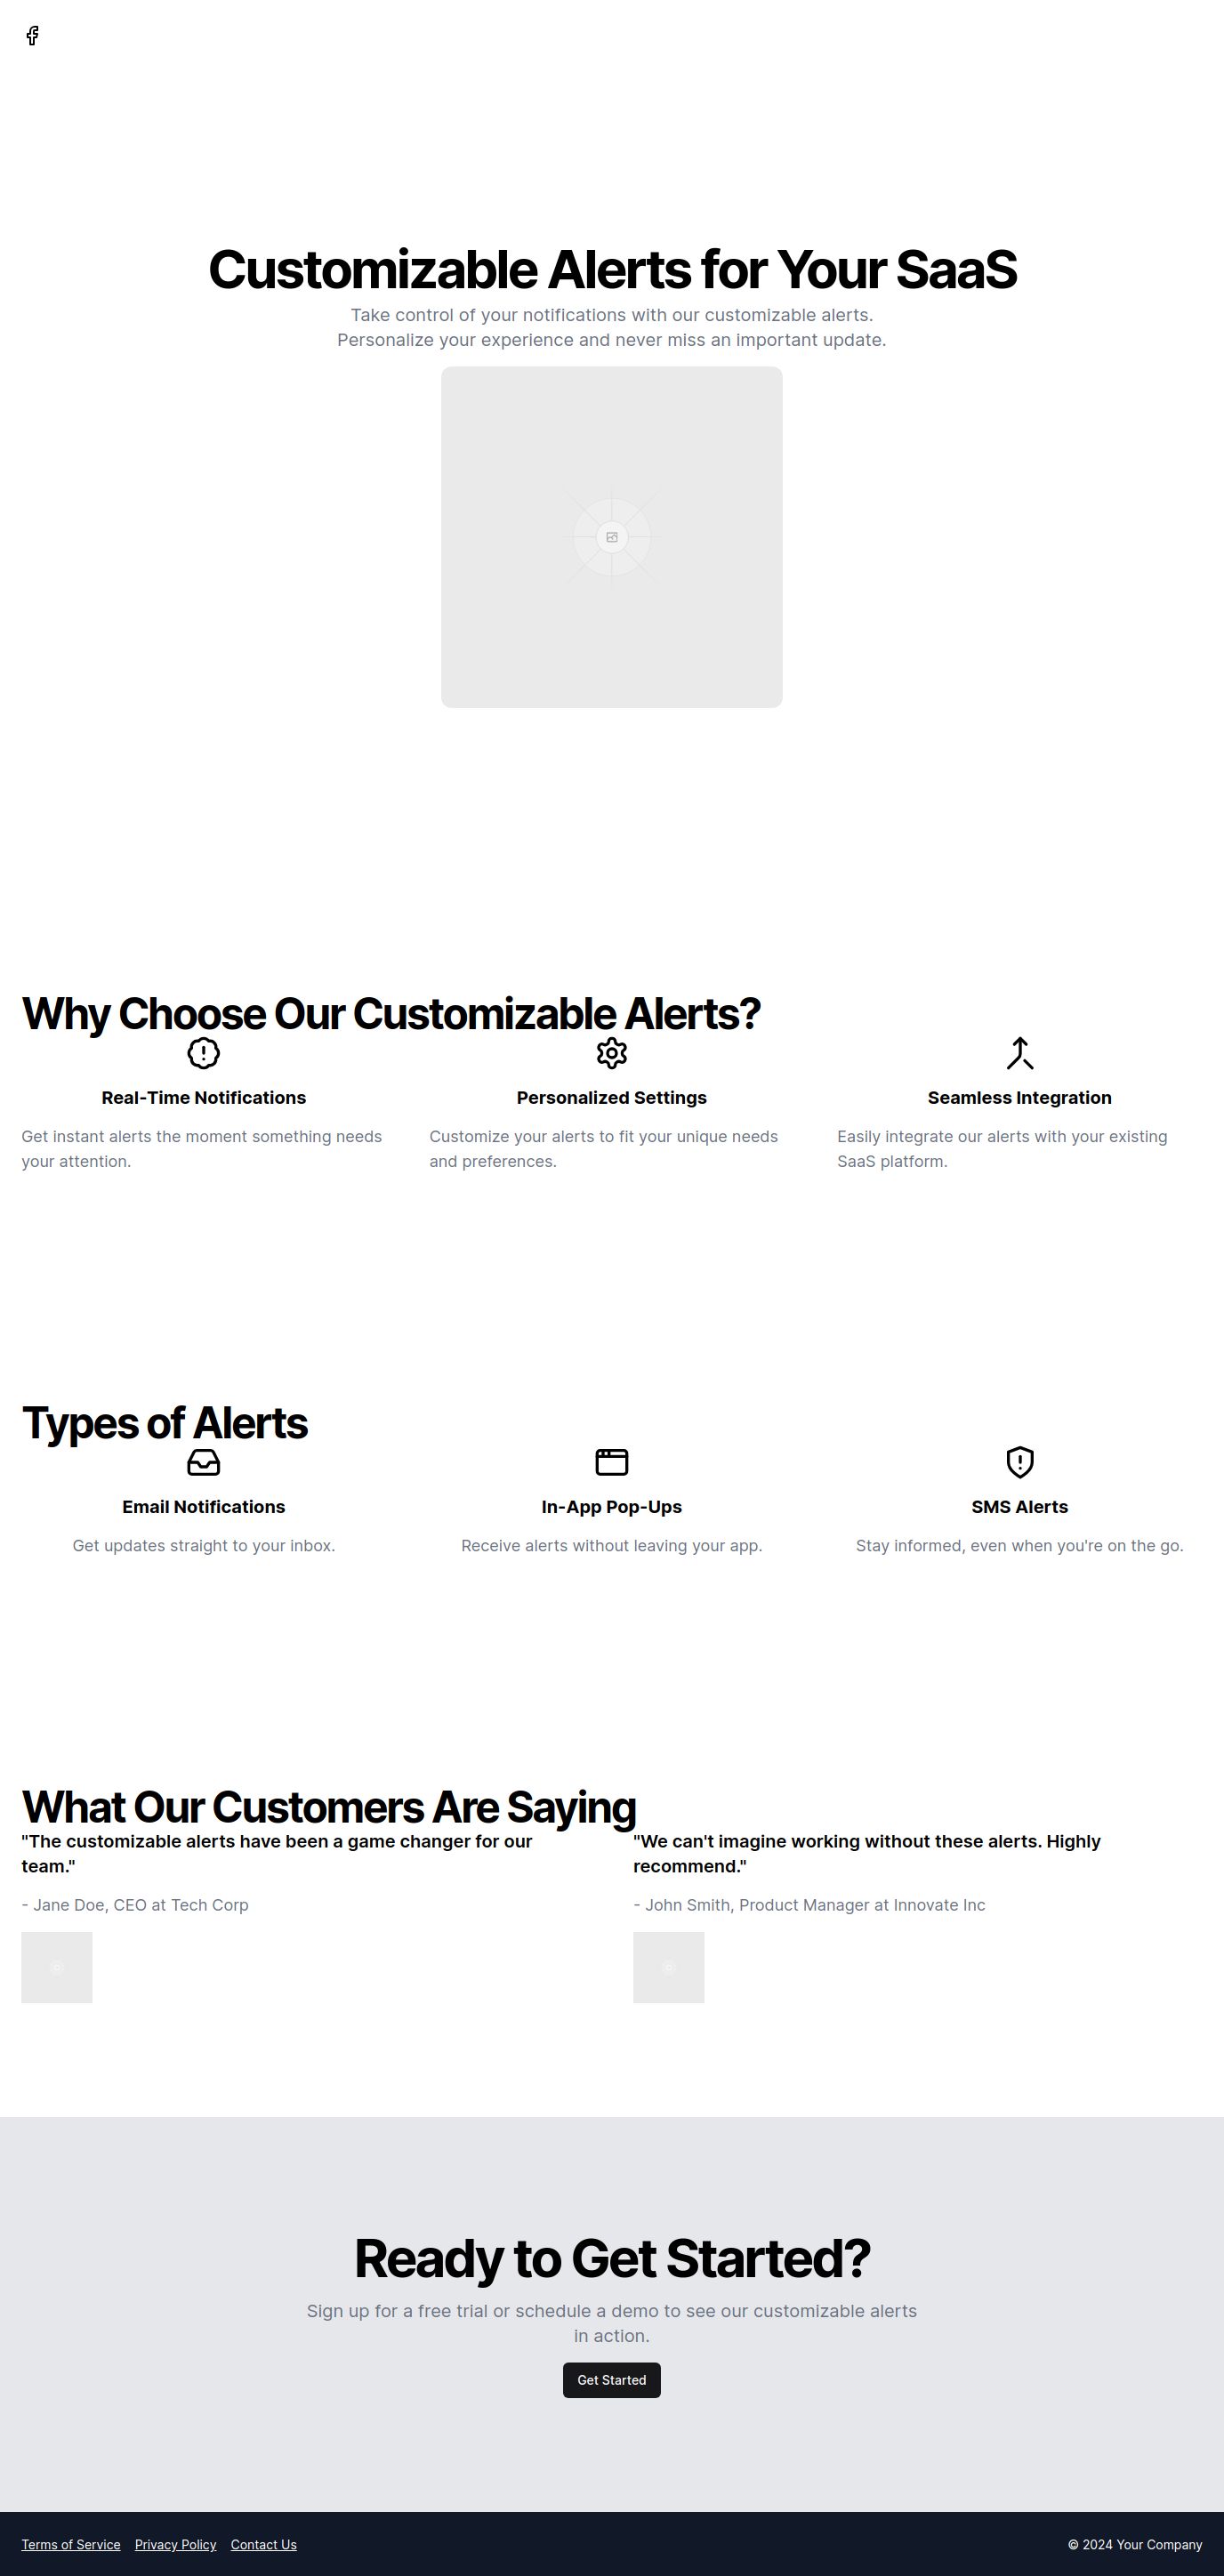 Customizable Alerts for Your SaaS
Take control of your notifications with our customizable alerts.
Personalize your experience and never miss an important update.
Why Choose Our Customizable Alerts?
Real-Time Notifications
Get instant alerts the moment something needs
your attention.
Personalized Settings
Customize your alerts to fit your unique needs
and preferences.
Seamless Integration
Easily integrate our alerts with your existing
SaaS platform.
Types of Alerts
Email Notifications
Get updates straight to your inbox.
In-App Pop-Ups
Receive alerts without leaving your app.
SMS Alerts
Stay informed, even when you're on the go.
What Our Customers Are Saying
"The customizable alerts have been a game changer for our
team."
- Jane Doe, CEO at Tech Corp
"We can't imagine working without these alerts. Highly
recommend."
- John Smith, Product Manager at Innovate Inc
Ready to Get Started?
Sign up for a free trial or schedule a demo to see our customizable alerts
in action.
Get Started
Terms of Service Privacy Policy Contact Us
© 2024 Your Company